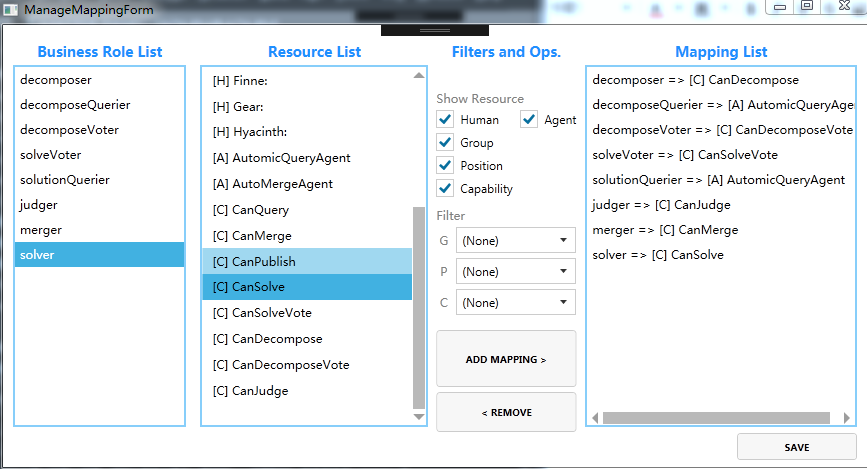 ManageMappingForm
Business Role List
decomposer
decomposeQuerier
decomposeVoter
solveVoter
solutionQuerier
judger
merger
solver
Resource List
[H] Finne:
[H] Gear:
[H] Hyacinth:
[A] AutomicQueryAgent
[A] AutoMergeAgent
[C] CanQuery
[C] CanMerge
[C] CanPublish
[C] CanSolve
[C] CanSolveVote
[C] CanDecompose
[C] CanDecomposeVote
[C] CanJudge
Filters and Ops.
Show Resource
Human Agent
Group
Position
Capability
Filter
G (None)
P (None)
C (None)
ADD MAPPING >
< REMOVE
Mapping List
decomposer => [C] CanDecompose
decomposeQuerier => [A] AutomicQueryAge
decomposeVoter => [C] CanDecomposeVote
solveVoter => [C] CanSolveVote
solutionQuerier => [A] AutomicQueryAgent
judger => [C] CanJudge
merger => [C] CanMerge
solver => [C] CanSolve
SAVE